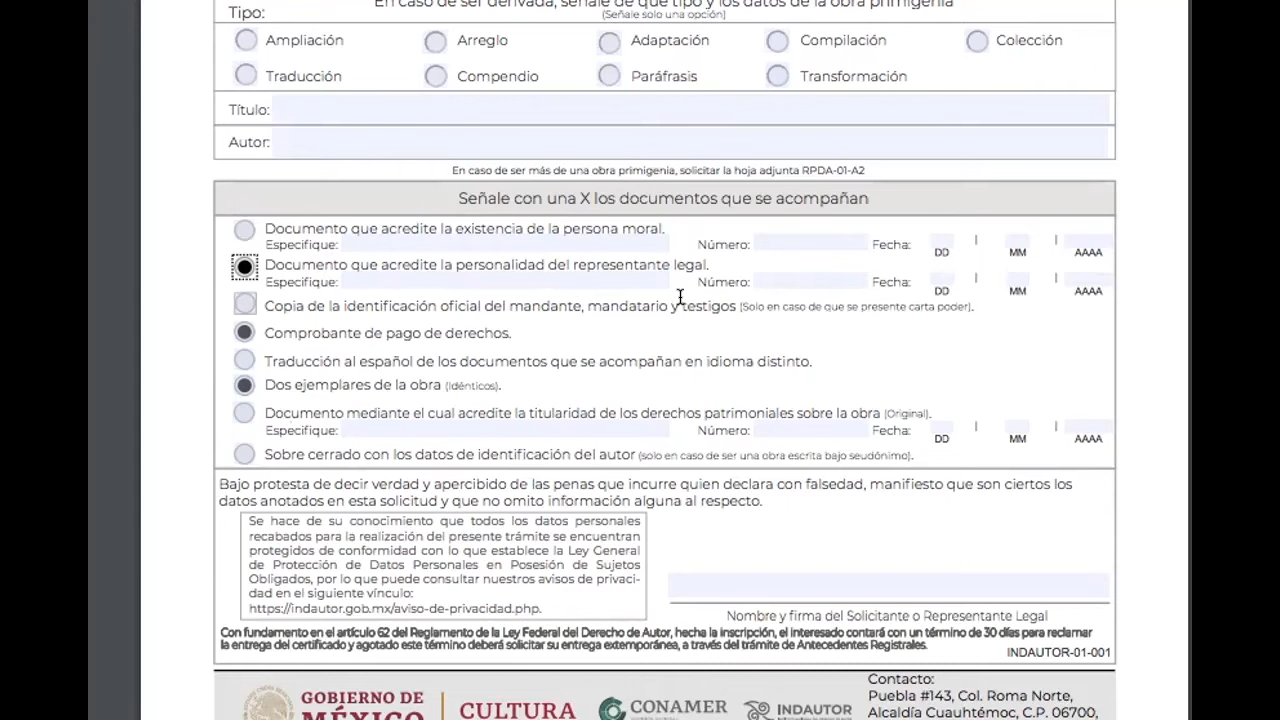 En caso de ser derivada, señale de que tipo y los datos de la obra primigenia
Tipo:
(Señale solo una opción)
Ampliación Arreglo Adaptación Compilación Colección
Traducción Compendio Paráfrasis Transformación
Título:
Autor:
En caso de ser más de una obra primigenia, solicitar la hoja adjunta RPDA-01-A2
Señale con una X los documentos que se acompañan
Documento que acredite la existencia de la persona moral.
Especifique: Número: Fecha:
DD MM AAAA
Documento que acredite la personalidad del representante legal.
Especifique: Número: Fecha:
DD MM AAAA
Copia de la identificación oficial del mandante, mandatario y testigos (Solo en caso de que se presente carta poder).
Comprobante de pago de derechos.
Traducción al español de los documentos que se acompañan en idioma distinto.
Dos ejemplares de la obra (Idénticos).
Documento mediante el cual acredite la titularidad de los derechos patrimoniales sobre la obra (Original).
Especifique: Número: Fecha:
DD MM AAAA
Sobre cerrado con los datos de identificación del autor (solo en caso de ser una obra escrita bajo seudónimo).
Bajo protesta de decir verdad y apercibido de las penas que incurre quien declara con falsedad, manifiesto que son ciertos los
datos anotados en esta solicitud y que no omito información alguna al respecto.
Se hace de su conocimiento que todos los datos personales
recabados para la realización del presente trámite se encuentran
protegidos de conformidad con lo que establece la Ley General
de Protección de Datos Personales en Posesión de Sujetos
Obligados, por lo que puede consultar nuestros avisos de privaci-
dad en el siguiente vínculo:
https://indautor.gob.mx/aviso-de-privacidad.php.
Nombre y firma del Solicitante o Representante Legal
Con fundamento en el artículo 62 del Reglamento de la Ley Federal del Derecho de Autor, hecha la inscripción, el interesado contará con un término de 30 días para reclamar
la entrega del certificado y agotado este término deberá solicitar su entrega extemporánea, a través del trámite de Antecedentes Registrales.
INDAUTOR-01-001
GOBIERNO DE
MÉXICO
CULTURA
CONAMER
INDAUTOR
Contacto:
Puebla #143, Col. Roma Norte,
Alcaldía Cuauhtémoc, C.P. 06700,